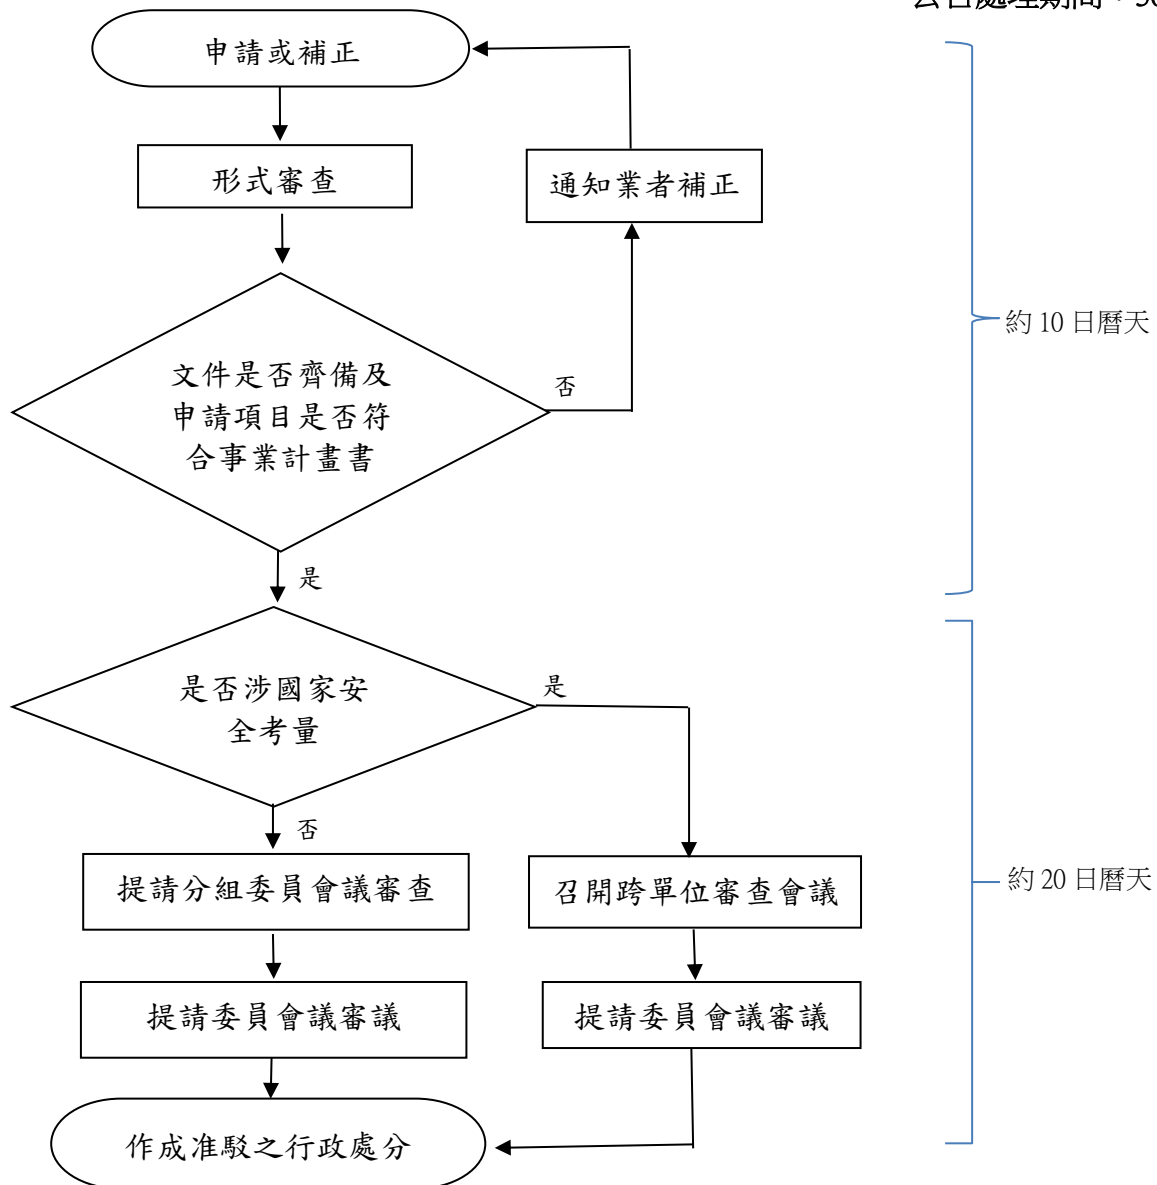 申請或補正
形式審查
通知業者補正
文件是否齊備及
申請項目是否符
合事業計畫書
否
約 10 日曆天
是
是否涉國家安
全考量
是
否
提請分組委員會議審查
召開跨單位審查會議
約 20 日曆天
提請委員會議審議
提請委員會議審議
作成准駁之行政處分